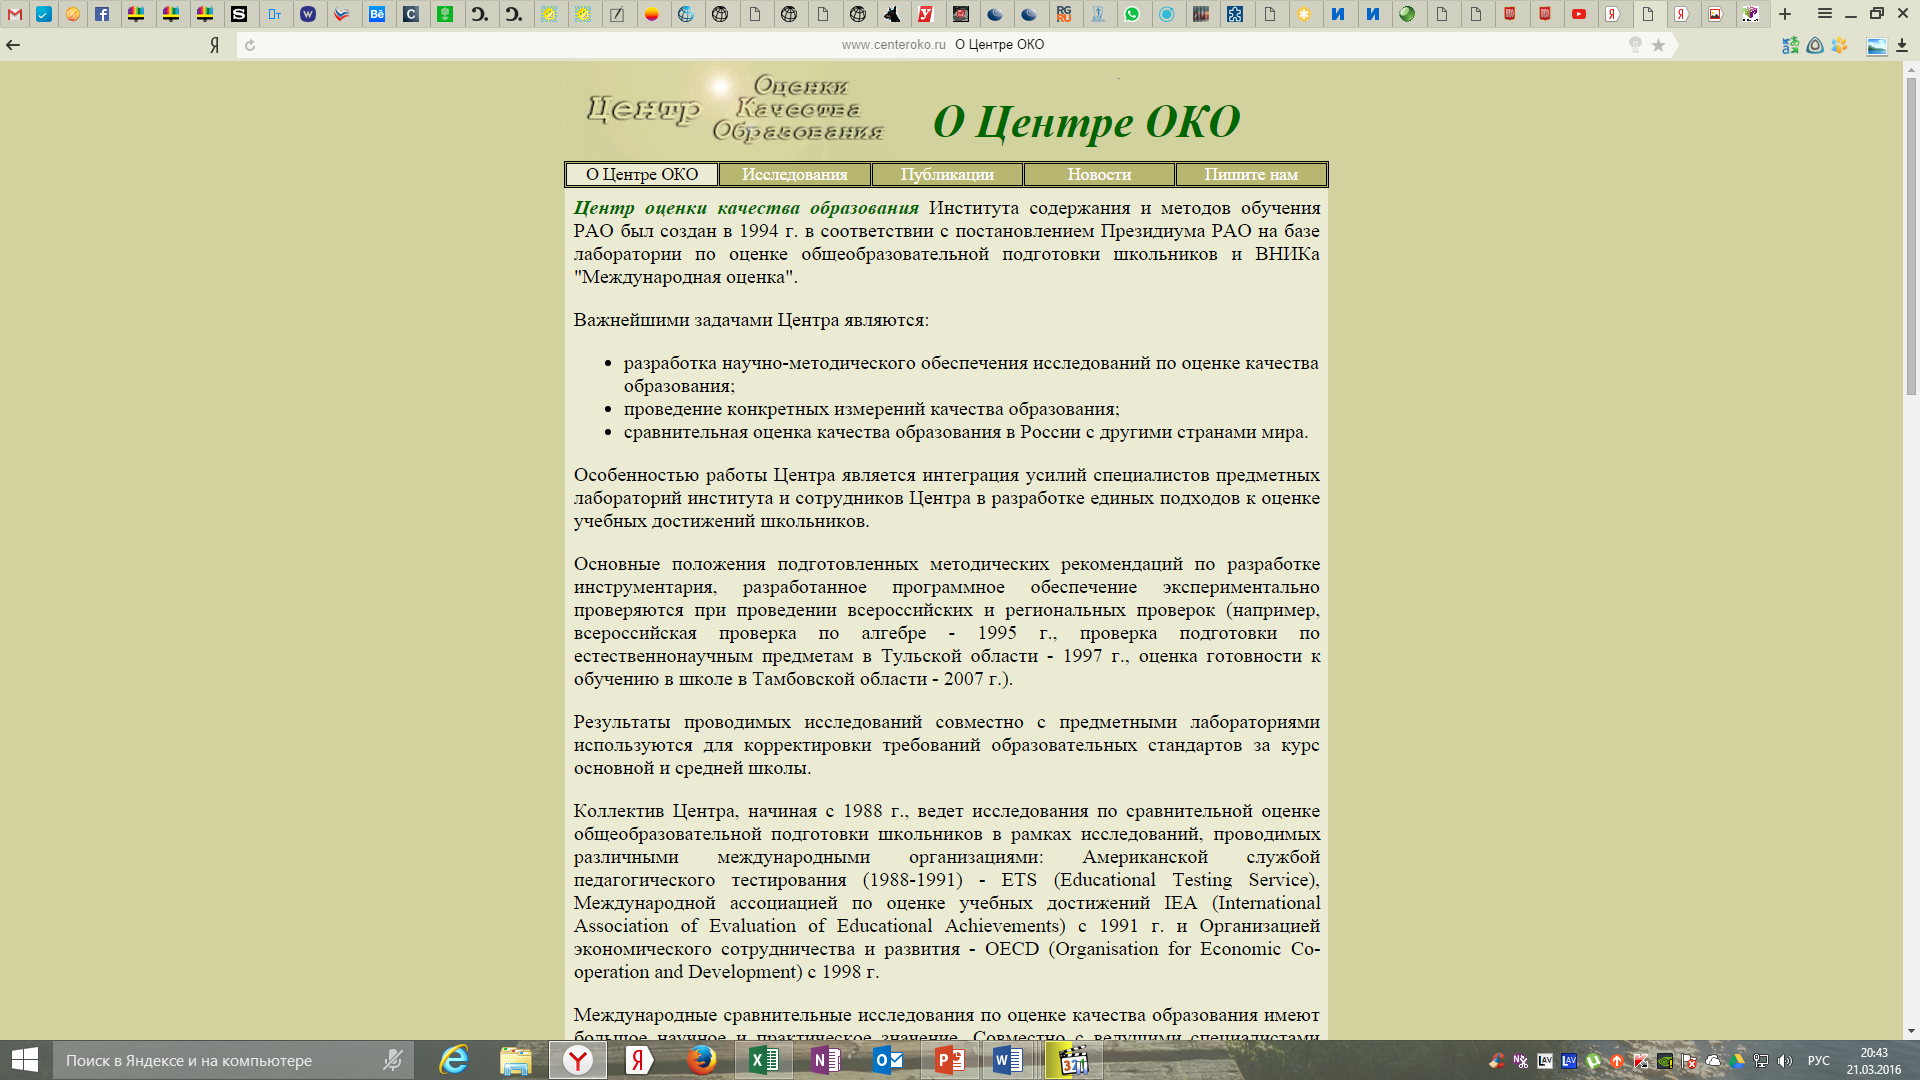 www.centeroko.ru О Центре ОКО
Центр Оценки
Качества
Образования
О Центре ОКО
О Центре ОКО Исследования Публикации Новости Пишите нам
Центр оценки качества образования Института содержания и методов обучения
РАО был создан в 1994 г. в соответствии с постановлением Президиума РАО на базе
лаборатории по оценке общеобразовательной подготовки школьников и ВНИКа
"Международная оценка".
Важнейшими задачами Центра являются:
разработка научно-методического обеспечения исследований по оценке качества
образования;
проведение конкретных измерений качества образования;
сравнительная оценка качества образования в России с другими странами мира.
Особенностью работы Центра является интеграция усилий специалистов предметных
лабораторий института и сотрудников Центра в разработке единых подходов к оценке
учебных достижений школьников.
Основные положения подготовленных методических рекомендаций по разработке
инструментария, разработанное программное обеспечение экспериментально
проверяются при проведении всероссийских и региональных проверок (например,
всероссийская проверка по алгебре - 1995 г., проверка подготовки по
естественнонаучным предметам в Тульской области - 1997 г., оценка готовности к
обучению в школе в Тамбовской области - 2007 г.).
Результаты проводимых исследований совместно с предметными лабораториями
используются для корректировки требований образовательных стандартов за курс
основной и средней школы.
Коллектив Центра, начиная с 1988 г., ведет исследования по сравнительной оценке
общеобразовательной подготовки школьников в рамках исследований, проводимых
различными международными организациями: Американской службой
педагогического тестирования (1988-1991) - ETS (Educational Testing Service),
Международной ассоциацией по оценке учебных достижений IEA (International
Association of Evaluation of Educational Achievements) с 1991 г. и Организацией
экономического сотрудничества и развития - OECD (Organisation for Economic Co-
operation and Development) с 1998 г.
Международные сравнительные исследования по оценке качества образования имеют
большое научное и практическое значение. Совместно с ведущими специалистами
Поиск в Яндексе и на компьютере
РУС
20:43
21.03.2016